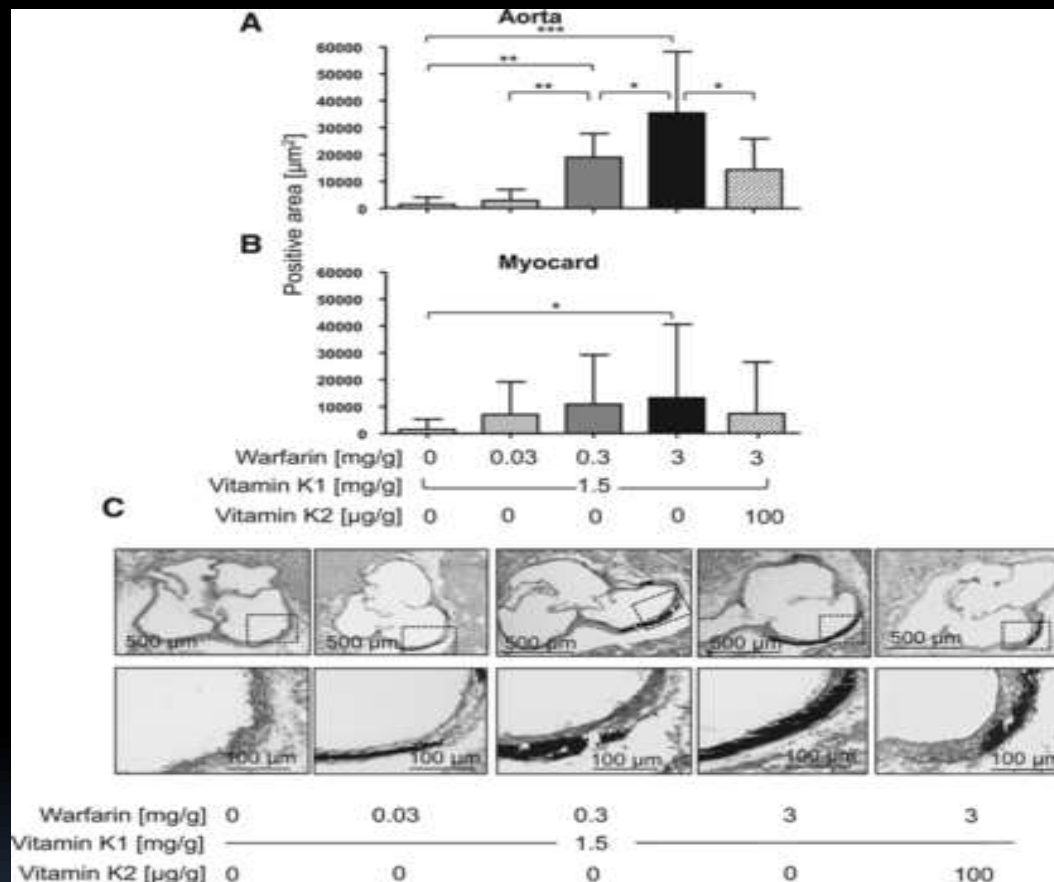 A
Aorta
***
**
** * *
60000
50000
40000
30000
20000
10000
0
Positive area [µm²]
B
Myocard
*
60000
50000
40000
30000
20000
10000
0
Warfarin [mg/g] 0 0.03 0.3 3 3
Vitamin K1 [mg/g] 1.5
Vitamin K2 [µg/g] 0 0 0 0 100
C
500 µm 500 µm 500 µm 500 µm 500 µm
100 µm 100 µm 100 µm 100 µm 100 µm
Warfarin [mg/g] 0 0.03 0.3 3 3
Vitamin K1 [mg/g] 1.5
Vitamin K2 [µg/g] 0 0 0 0 100